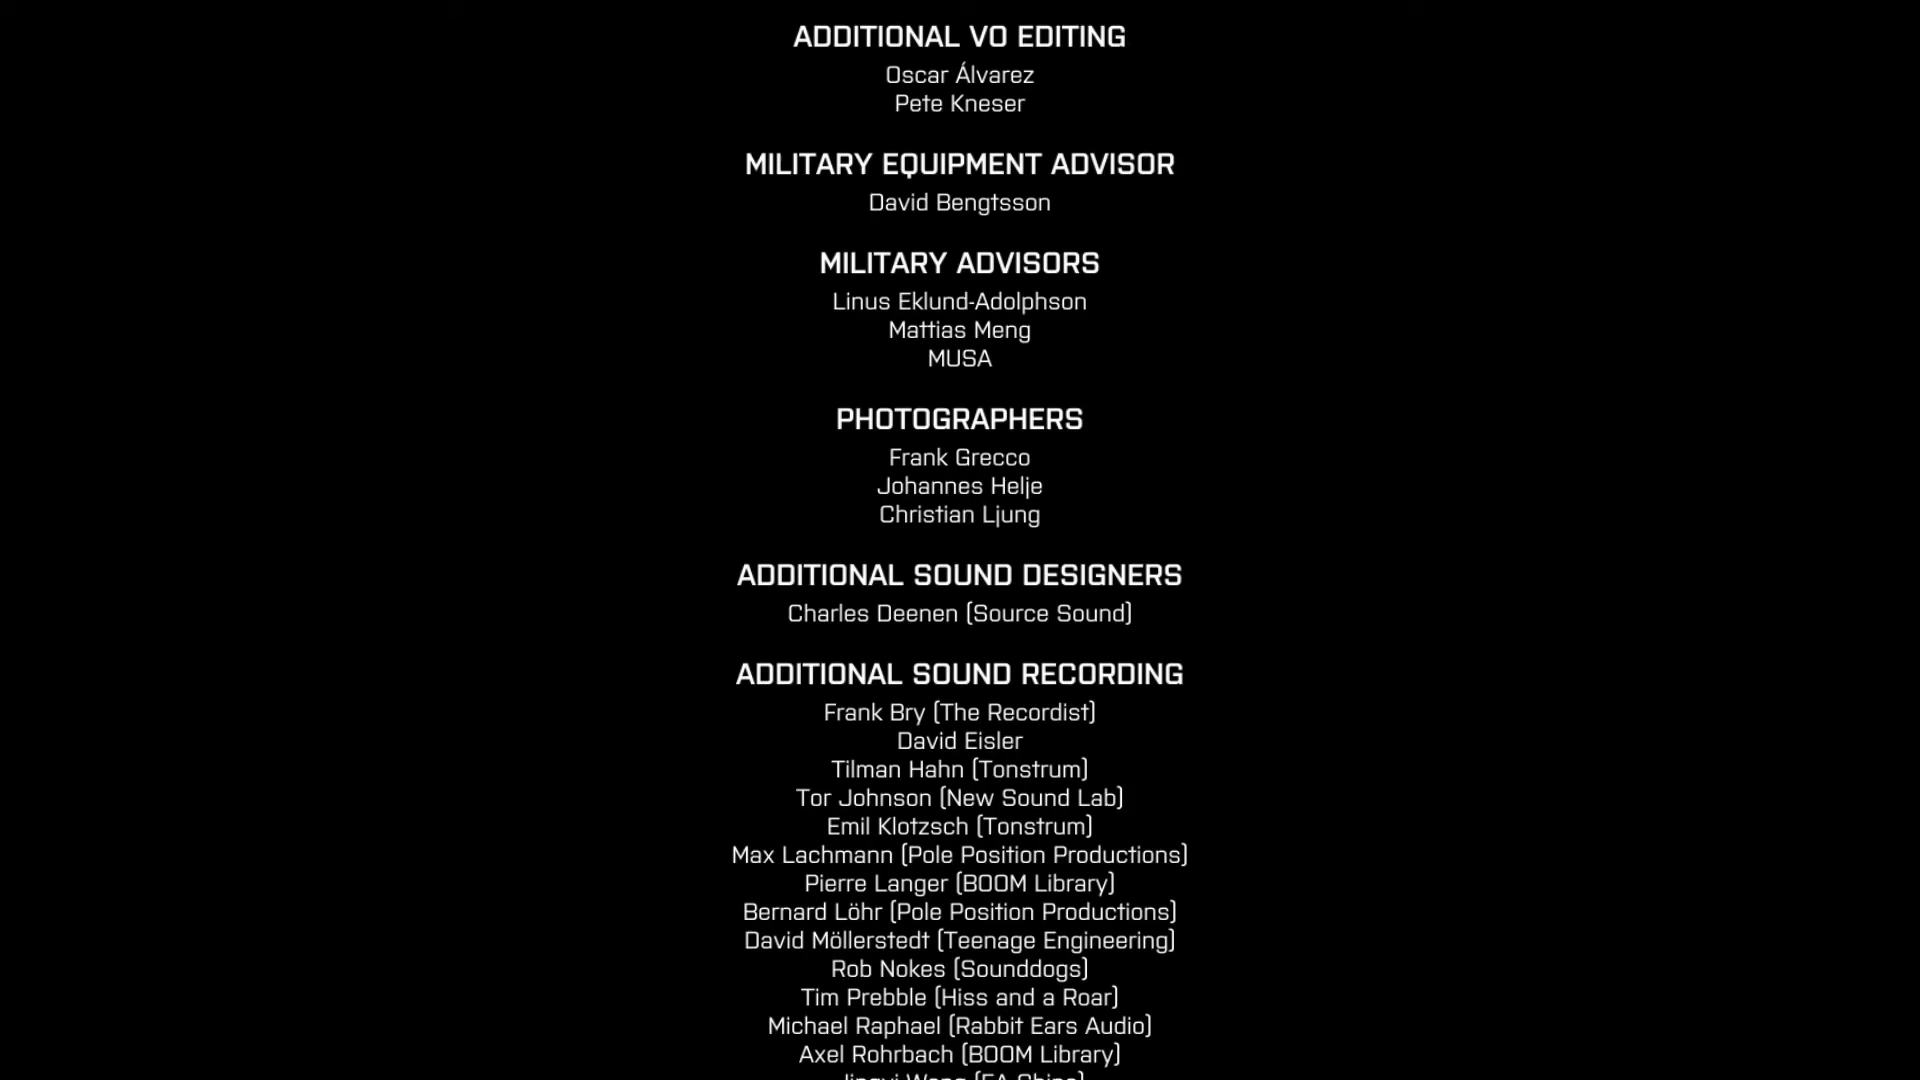 ADDITIONAL VO EDITING
Oscar Álvarez
Pete Kneser
MILITARY EQUIPMENT ADVISOR
David Bengtsson
MILITARY ADVISORS
Linus Eklund-Adolphson
Mattias Meng
MUSA
PHOTOGRAPHERS
Frank Grecco
Johannes Helje
Christian Ljung
ADDITIONAL SOUND DESIGNERS
Charles Deenen (Source Sound)
ADDITIONAL SOUND RECORDING
Frank Bry (The Recordist)
David Eisler
Tilman Hahn (Tonstrum)
Tor Johnson (New Sound Lab)
Emil Klotzsch (Tonstrum)
Max Lachmann (Pole Position Productions)
Pierre Langer (BOOM Library)
Bernard Löhr (Pole Position Productions)
David Möllerstedt (Teenage Engineering)
Rob Nokes (Sounddogs)
Tim Prebble (Hiss and a Roar)
Michael Raphael (Rabbit Ears Audio)
Axel Rohrbach (BOOM Library)